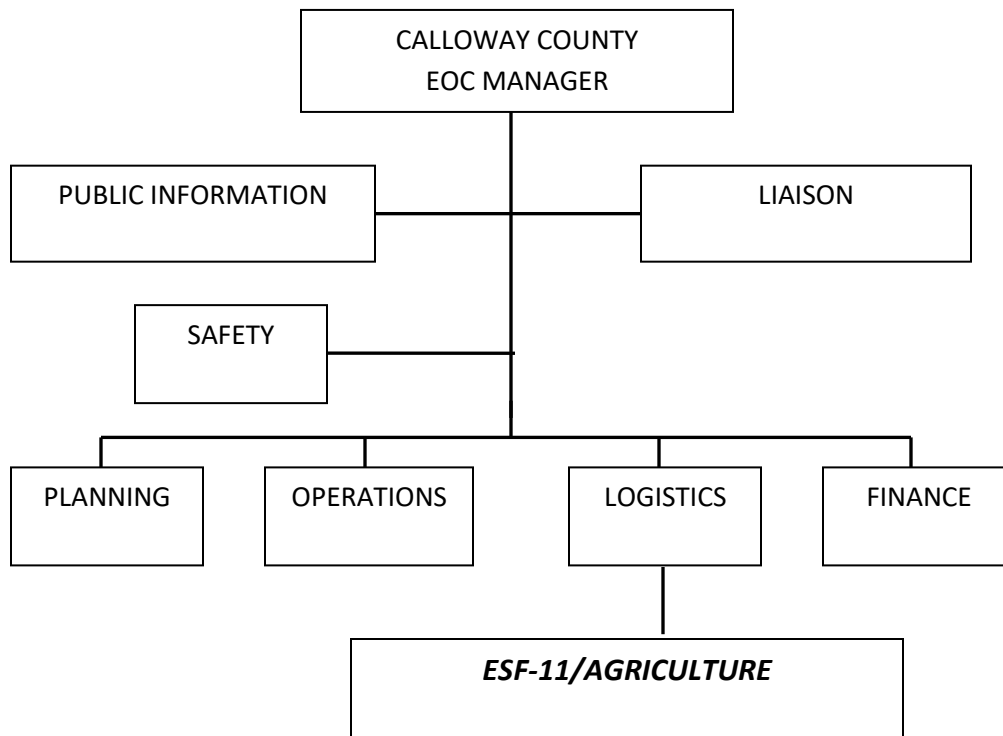 CALLOWAY COUNTY
EOC MANAGER
PUBLIC INFORMATION
LIAISON
SAFETY
PLANNING
OPERATIONS
LOGISTICS
FINANCE
ESF-11/AGRICULTURE